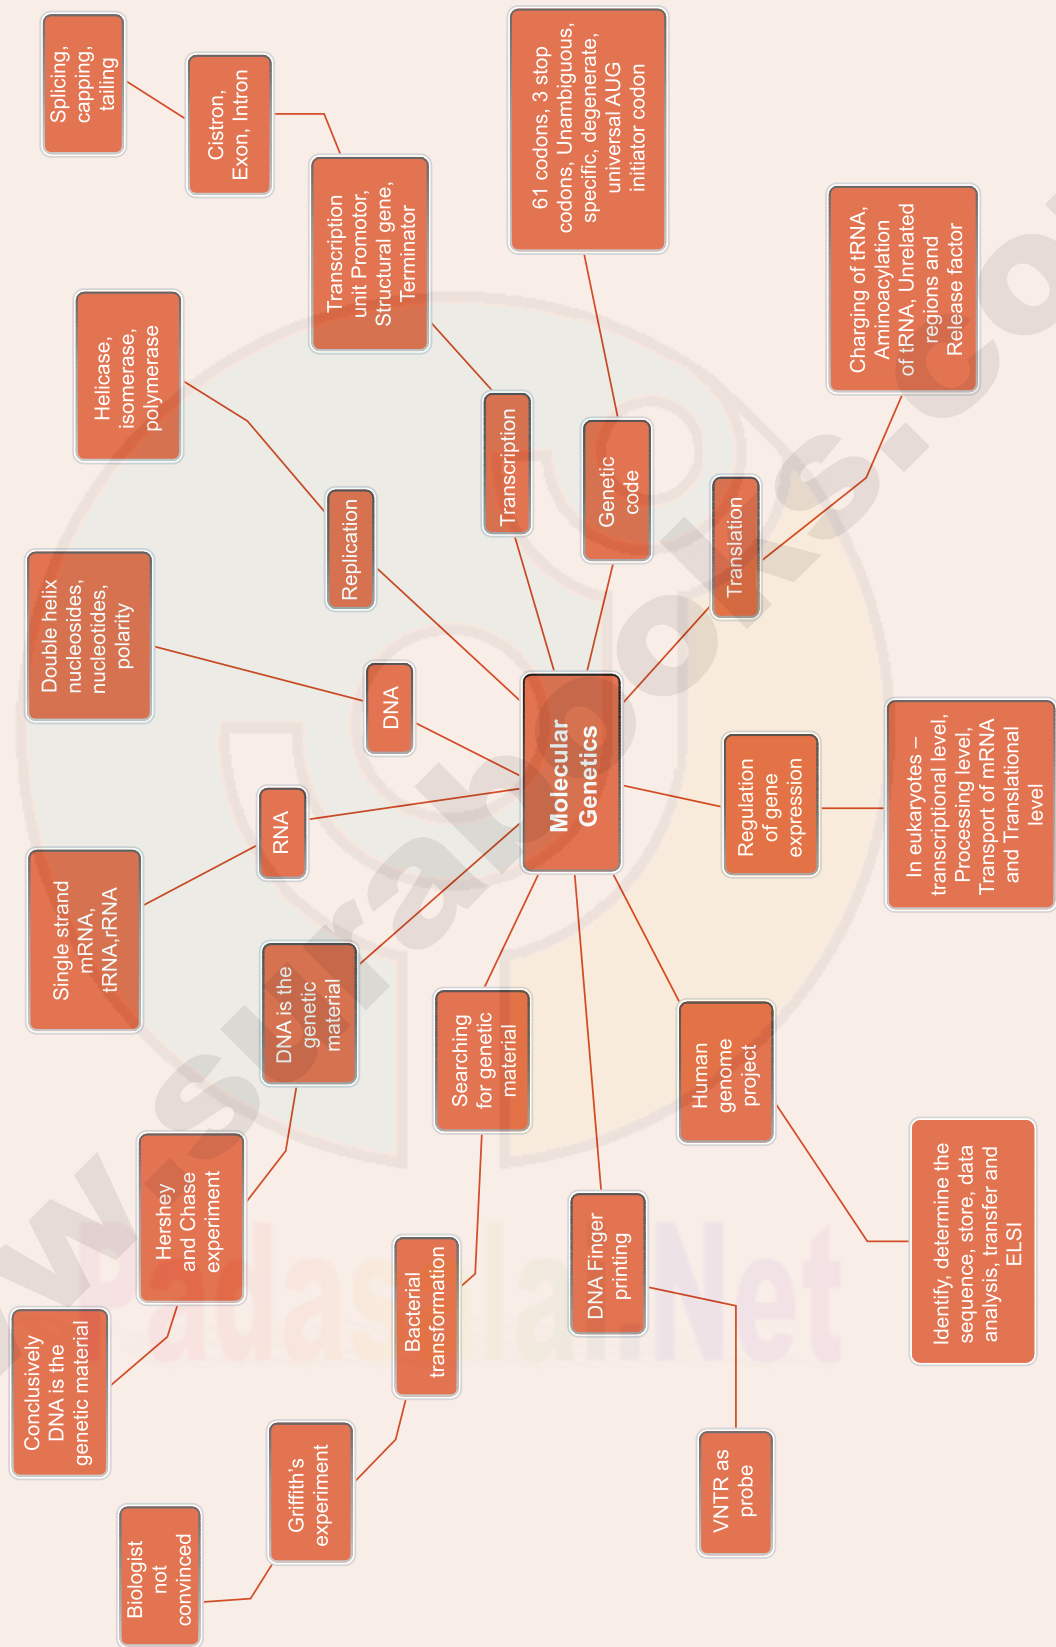 Splicing,
capping,
tailing
Cistron,
Exon, Intron
Transcription
unit Promotor,
Structural gene,
Terminator
Transcription
61 codons, 3 stop
codons, Unambiguous,
specific, degenerate,
universal AUG
initiator codon
Genetic
code
Charging of tRNA,
Aminoacylation
of tRNA, Unrelated
regions and
Release factor
Translation
Helicase,
isomerase,
polymerase
Replication
Double helix
nucleosides,
nucleotides,
polarity
DNA
Single strand
mRNA,
tRNA,rRNA
RNA
Molecular
Genetics
Regulation
of gene
expression
In eukaryotes –
transcriptional level,
Processing level,
Transport of mRNA
and Translational
level
DNA is the
genetic
material
Hershey
and Chase
experiment
Conclusively
DNA is the
genetic material
Searching
for genetic
material
Bacterial
transformation
Griffith's
experiment
Biologist
not
convinced
DNA Finger
printing
VNTR as
probe
Human
genome
project
Identify, determine the
sequence, store, data
analysis, transfer and
ELSI
Padasalai.Net
w.surabooks.co